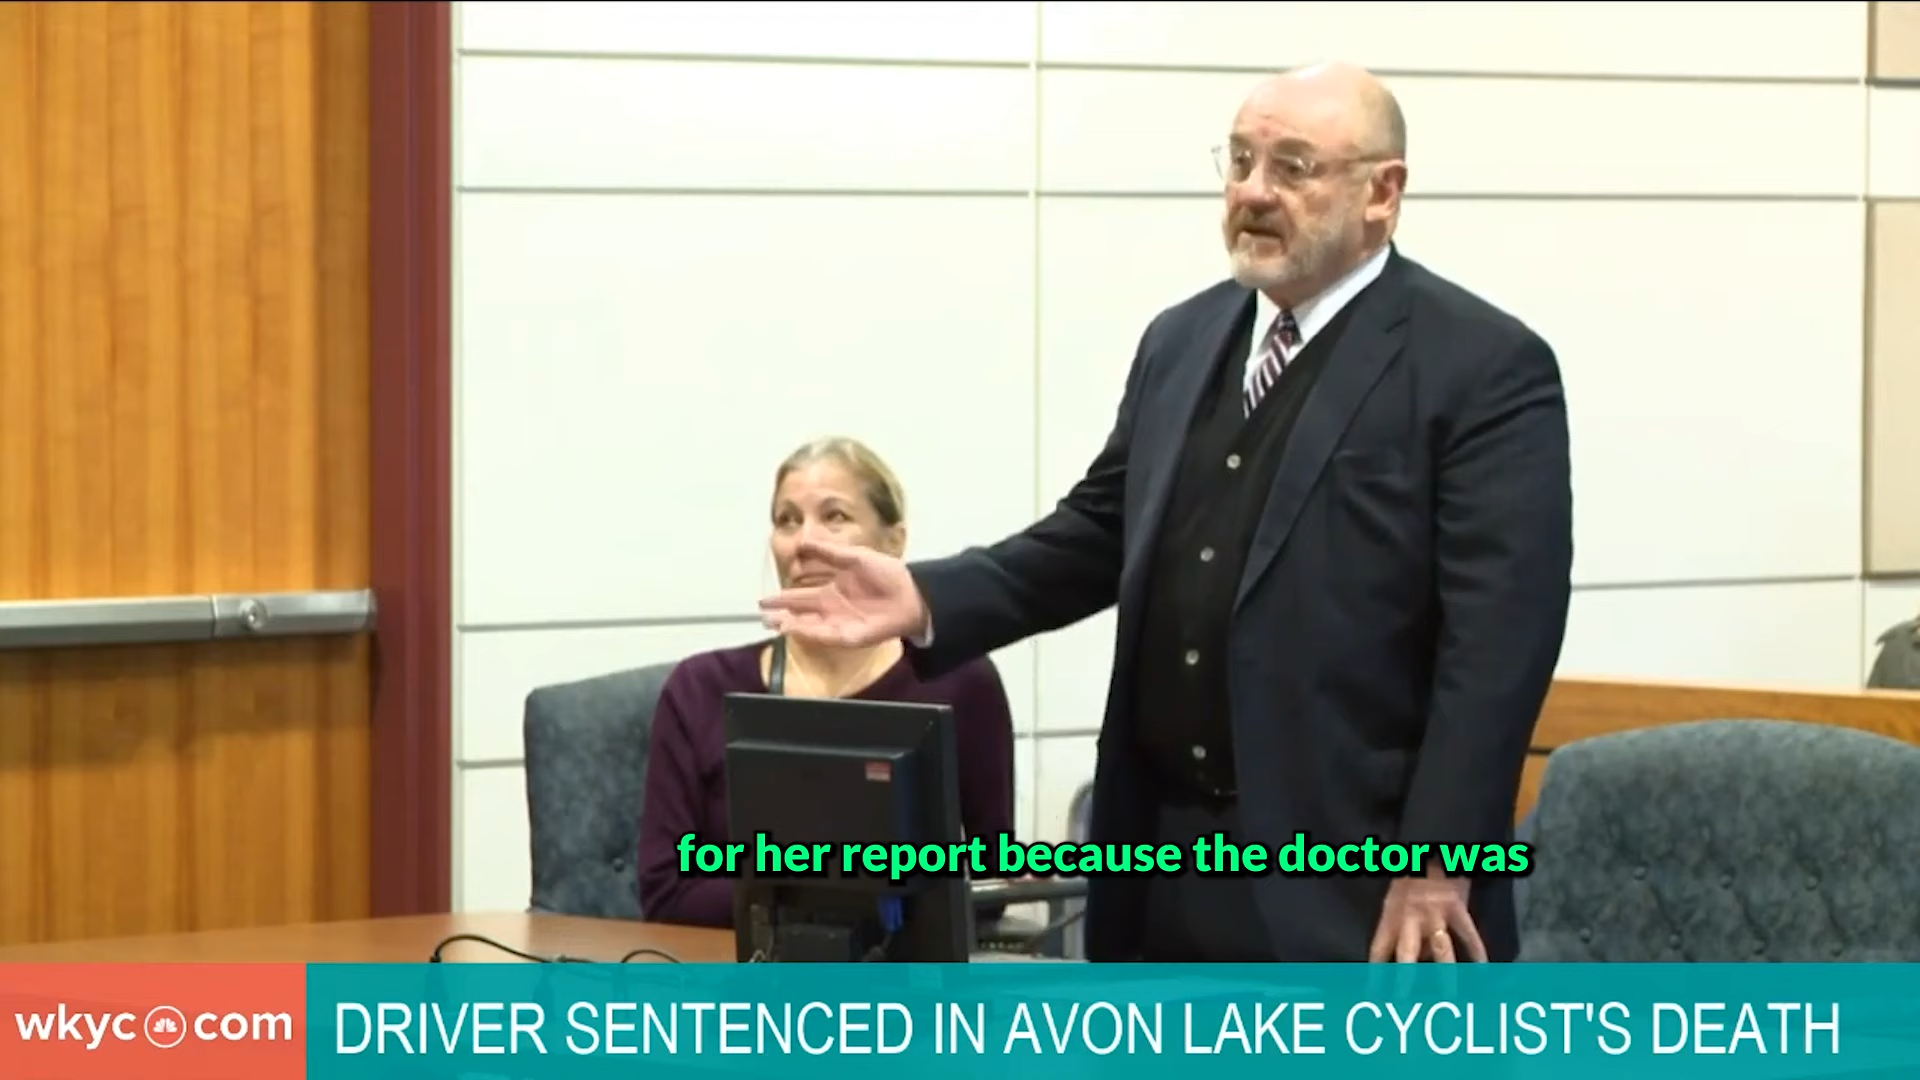 for her report because the doctor was
wkyc com
DRIVER SENTENCED IN AVON LAKE CYCLIST'S DEATH